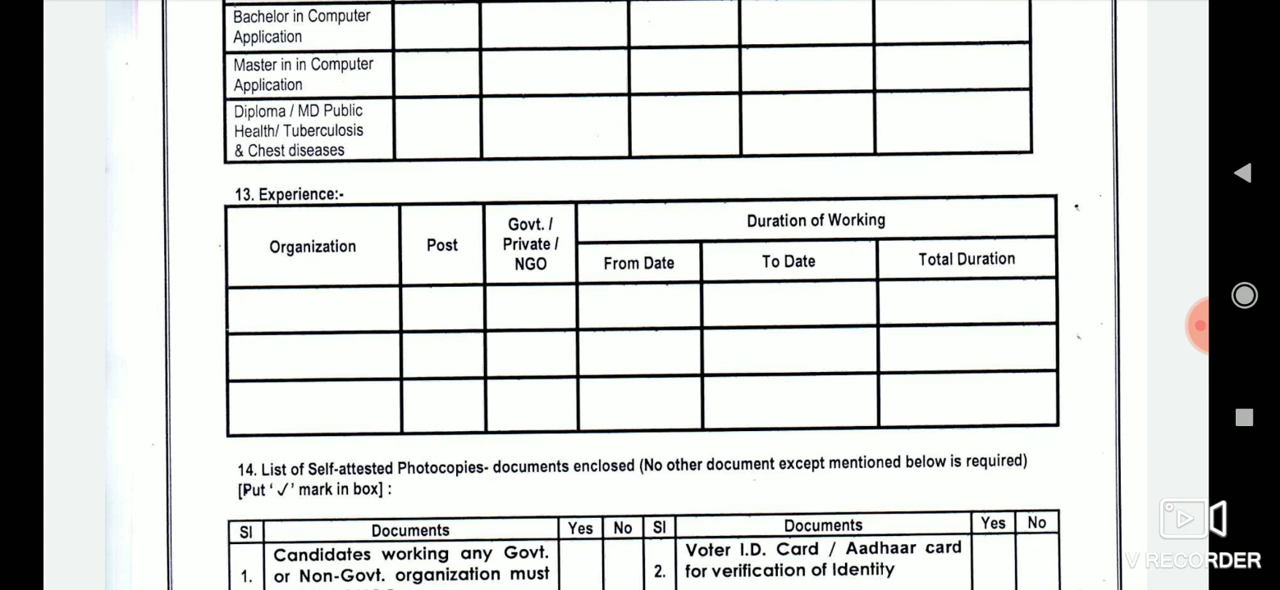 Bachelor in Computer
Application
Master in in Computer
Application
Diploma / MD Public
Health/ Tuberculosis
& Chest diseases
13. Experience:-
Organization
Post
Govt. /
Private /
NGO
Duration of Working
From Date
To Date
Total Duration
14. List of Self-attested Photocopies- documents enclosed (No other document except mentioned below is required)
[Put ‘ ✓’ mark in box] :
Sl
Documents
Yes
No
Sl
Documents
Yes
No
1.
Candidates working any Govt.
or Non-Govt. organization must
2.
Voter I.D. Card / Aadhaar card
for verification of Identity
V RECORDER